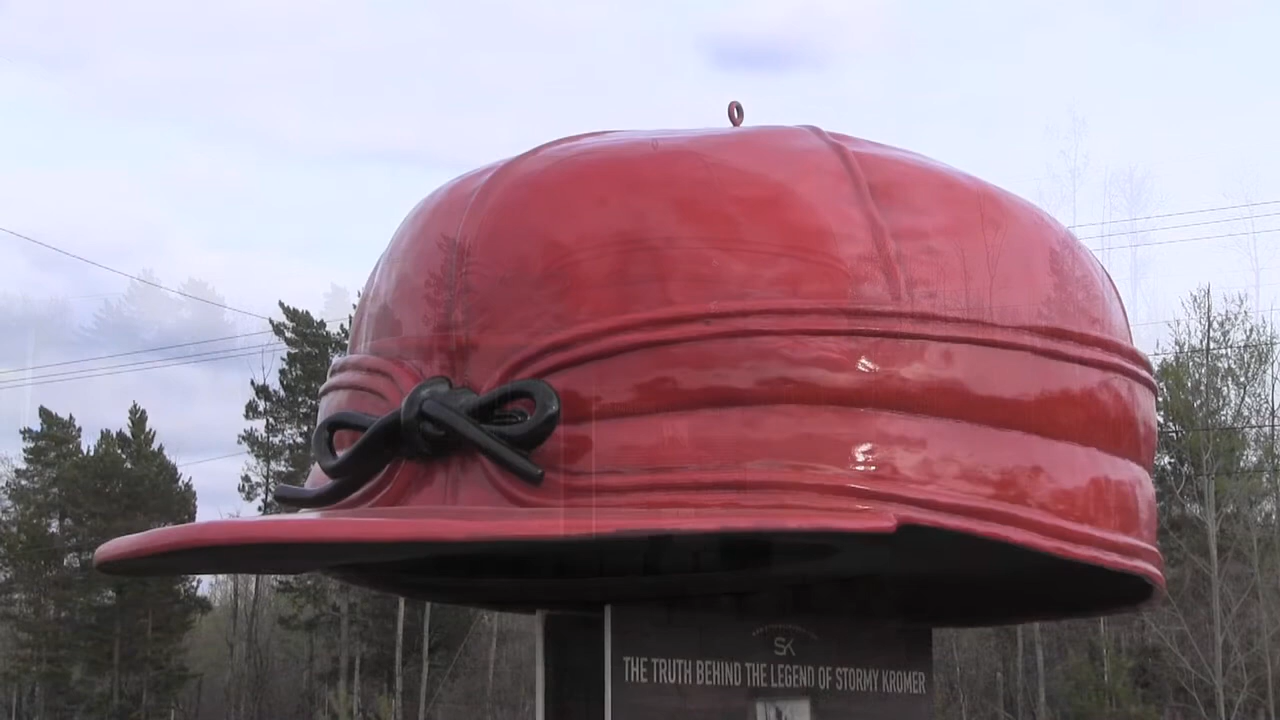 SK
THE TRUTH BEHIND THE LEGEND OF STORMY KROMER